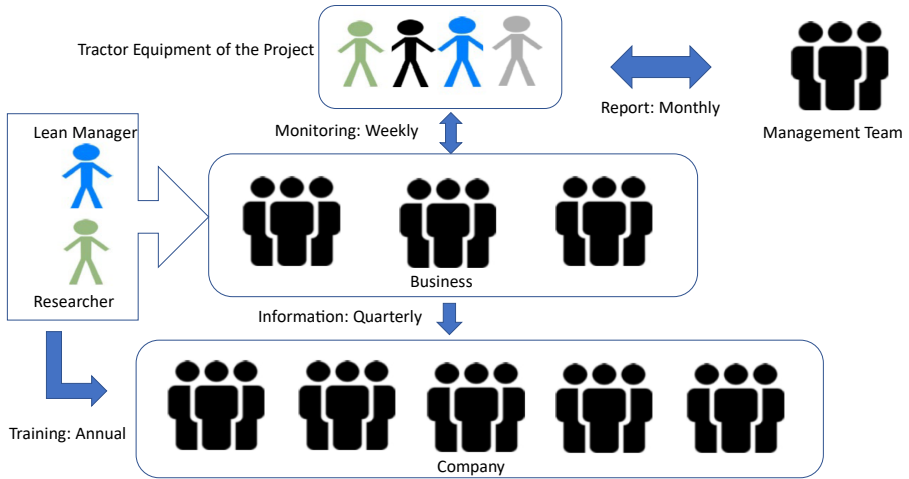 Tractor Equipment of the Project
Report: Monthly
Management Team
Monitoring: Weekly
Lean Manager
Researcher
Business
Information: Quarterly
Training: Annual
Company